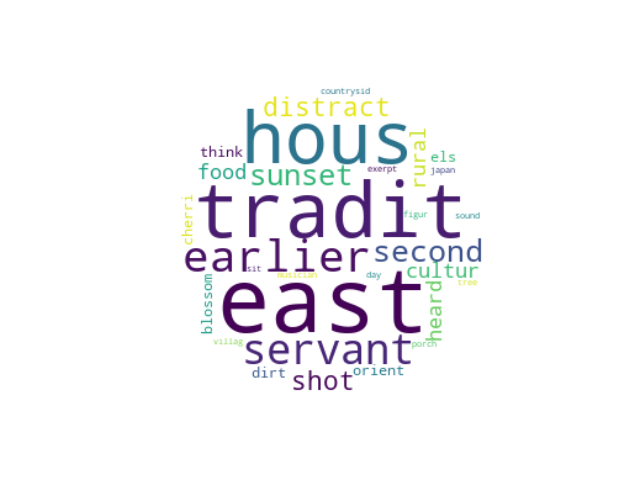 countrysid
distract
hous
rural
think
els
food
sunset
exerpt
japan
tradit
cherri
figur
sound
earlier
second
sit
musician
day
cultur
tree
blossom
east
heard
villag
servant
porch
dirt
shot
orient